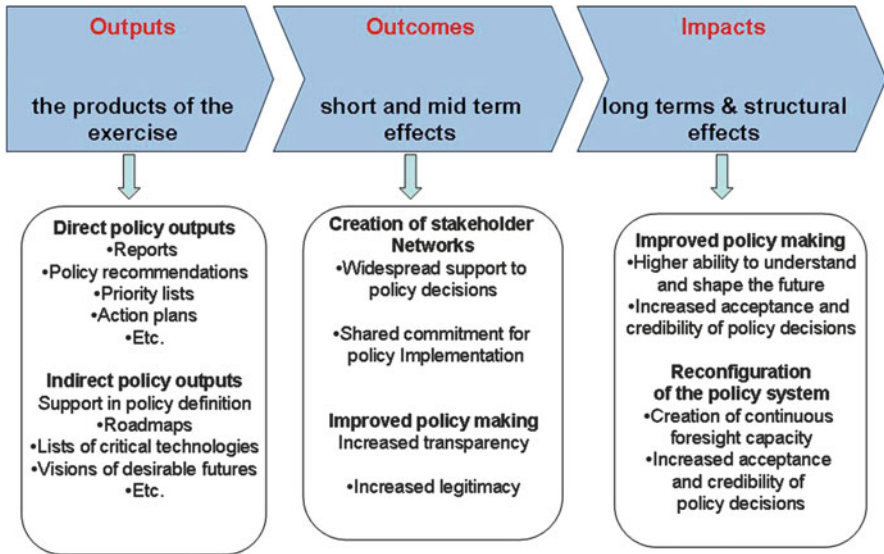 Outputs
the products of the
exercise
Outcomes
short and mid term
effects
Impacts
long terms & structural
effects
Direct policy outputs
•Reports
•Policy recommendations
•Priority lists
•Action plans
•Etc.
Indirect policy outputs
Support in policy definition
•Roadmaps
•Lists of critical technologies
•Visions of desirable futures
•Etc.
Creation of stakeholder
Networks
•Widespread support to
policy decisions
•Shared commitment for
policy Implementation
Improved policy making
Increased transparency
•Increased legitimacy
Improved policy making
•Higher ability to understand
and shape the future
•Increased acceptance and
credibility of policy decisions
Reconfiguration
of the policy system
•Creation of continuous
foresight capacity
•Increased acceptance
and credibility of
policy decisions